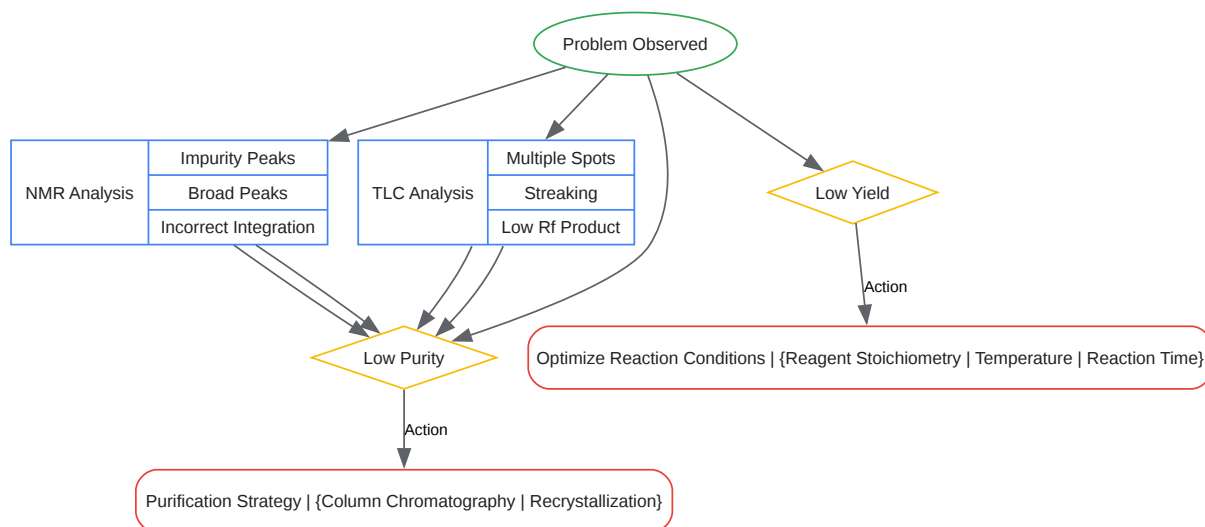 Problem Observed
NMR Analysis
Impurity Peaks
Broad Peaks
Incorrect Integration
TLC Analysis
Multiple Spots
Streaking
Low Rf Product
Low Yield
Action
Optimize Reaction Conditions | {Reagent Stoichiometry | Temperature | Reaction Time}
Low Purity
Action
Purification Strategy | {Column Chromatography | Recrystallization}